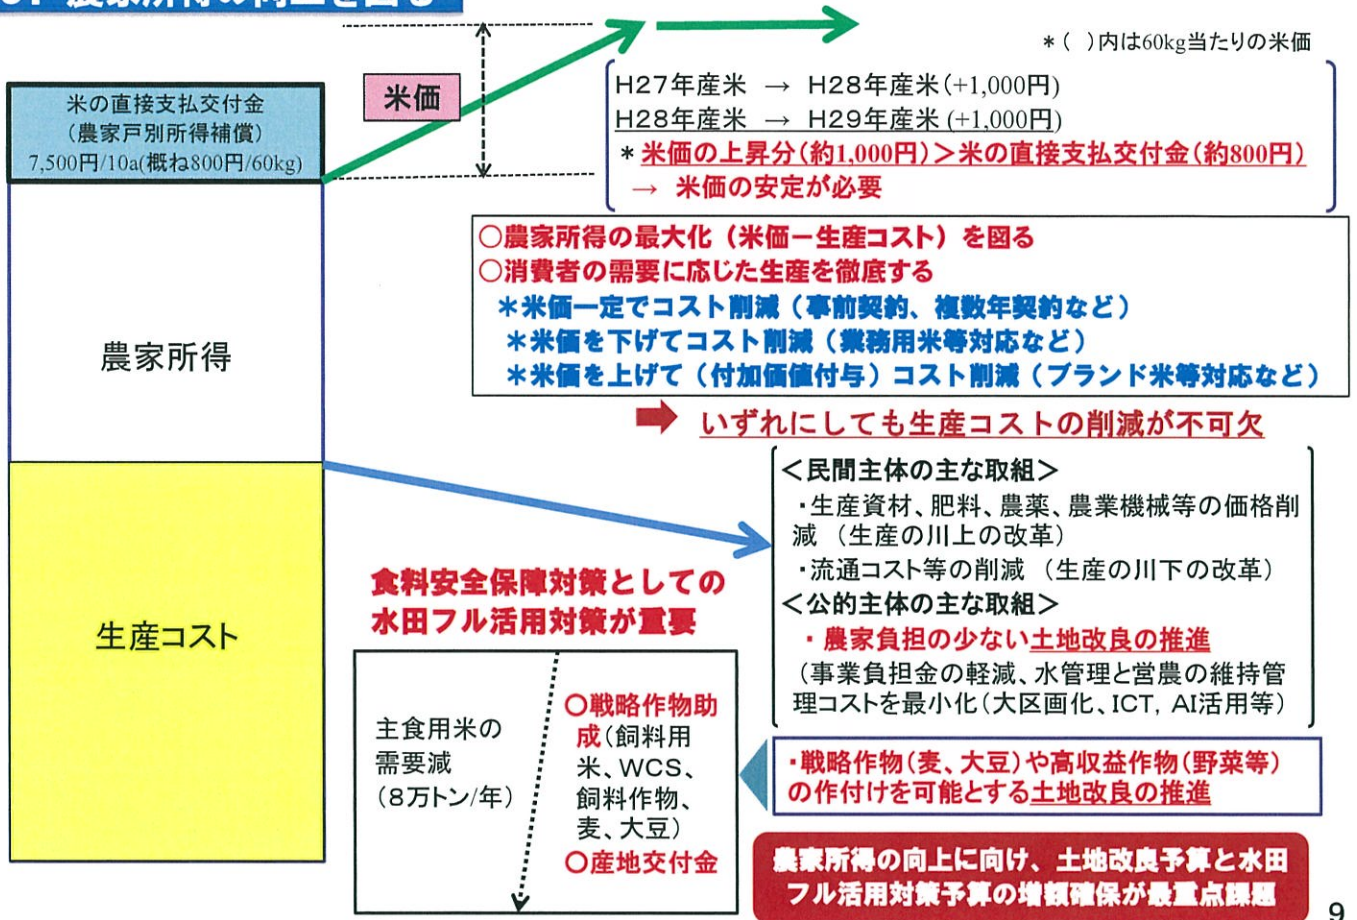 農家所得の向上を図る
*( )内は60kg当たりの米価
米の直接支払交付金
(農家戸別所得補償)
7,500円/10a(概ね800円/60kg)
米価
H27年産米 → H28年産米(+1,000円)
H28年産米 → H29年産米(+1,000円)
*米価の上昇分(約1,000円)>米の直接支払交付金(約800円)
→ 米価の安定が必要
○農家所得の最大化(米価-生産コスト)を図る
○消費者の需要に応じた生産を徹底する
*米価一定でコスト削減(事前契約、複数年契約など)
*米価を下げてコスト削減(業務用米等対応など)
*米価を上げて(付加価値付与)コスト削減(ブランド米等対応など)
いずれにしても生産コストの削減が不可欠
農家所得
<民間主体の主な取組>
・生産資材、肥料、農薬、農業機械等の価格削
減 (生産の川上の改革)
・流通コスト等の削減 (生産の川下の改革)
<公的主体の主な取組>
・農家負担の少ない土地改良の推進
(事業負担金の軽減、水管理と営農の維持管
理コストを最小化(大区画化、ICT, AI活用等)
生産コスト
食料安全保障対策としての
水田フル活用対策が重要
主食用米の
需要減
(8万トン/年)
○戦略作物助
成(飼料用
米、WCS、
飼料作物、
麦、大豆)
○産地交付金
・戦略作物(麦、大豆)や高収益作物(野菜等)
の作付けを可能とする土地改良の推進
農家所得の向上に向け、土地改良予算と水田
フル活用対策予算の増額確保が最重点課題
9